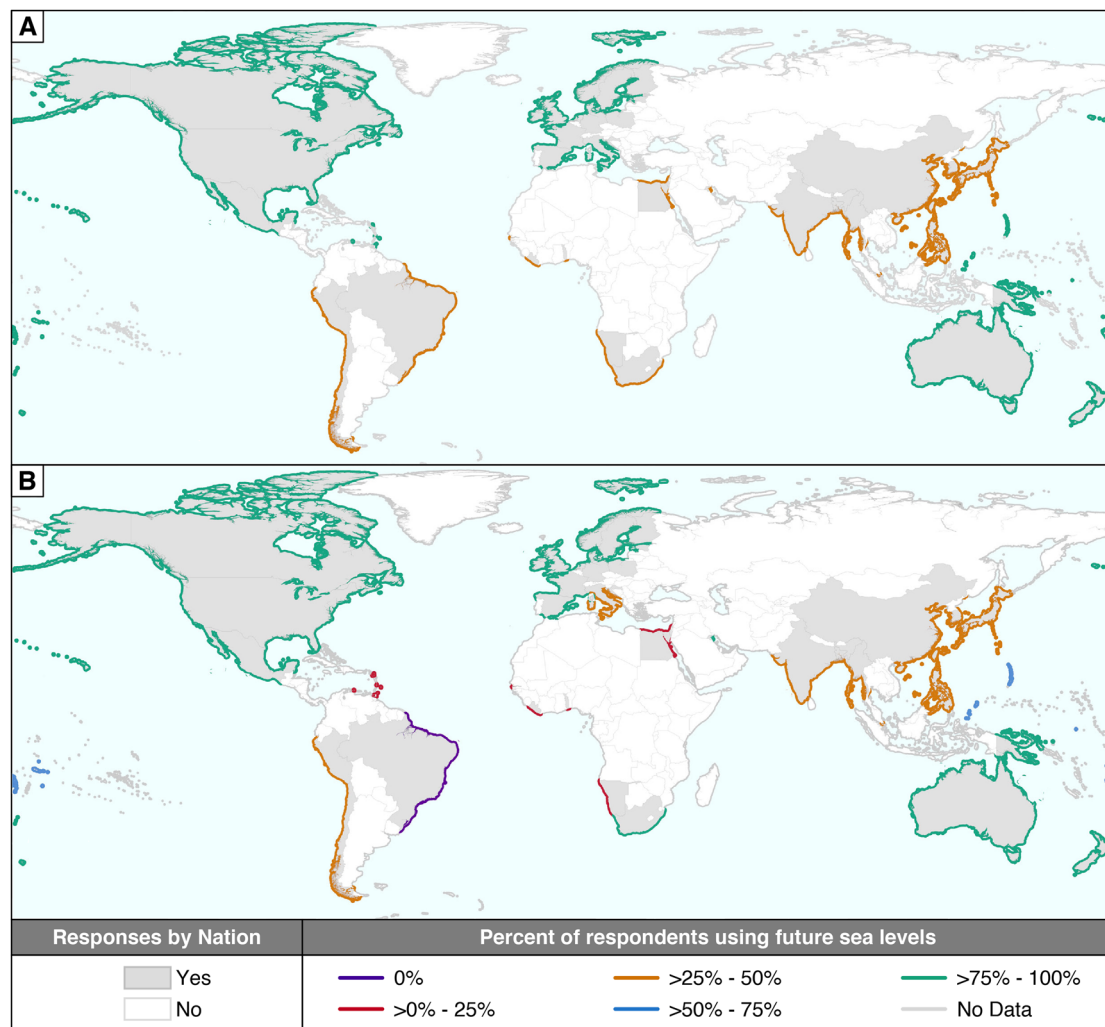 A
B
Responses by Nation
Percent of respondents using future sea levels
Yes
No
0%
>25% - 50%
>75% - 100%
>0% - 25%
>50% - 75%
No Data